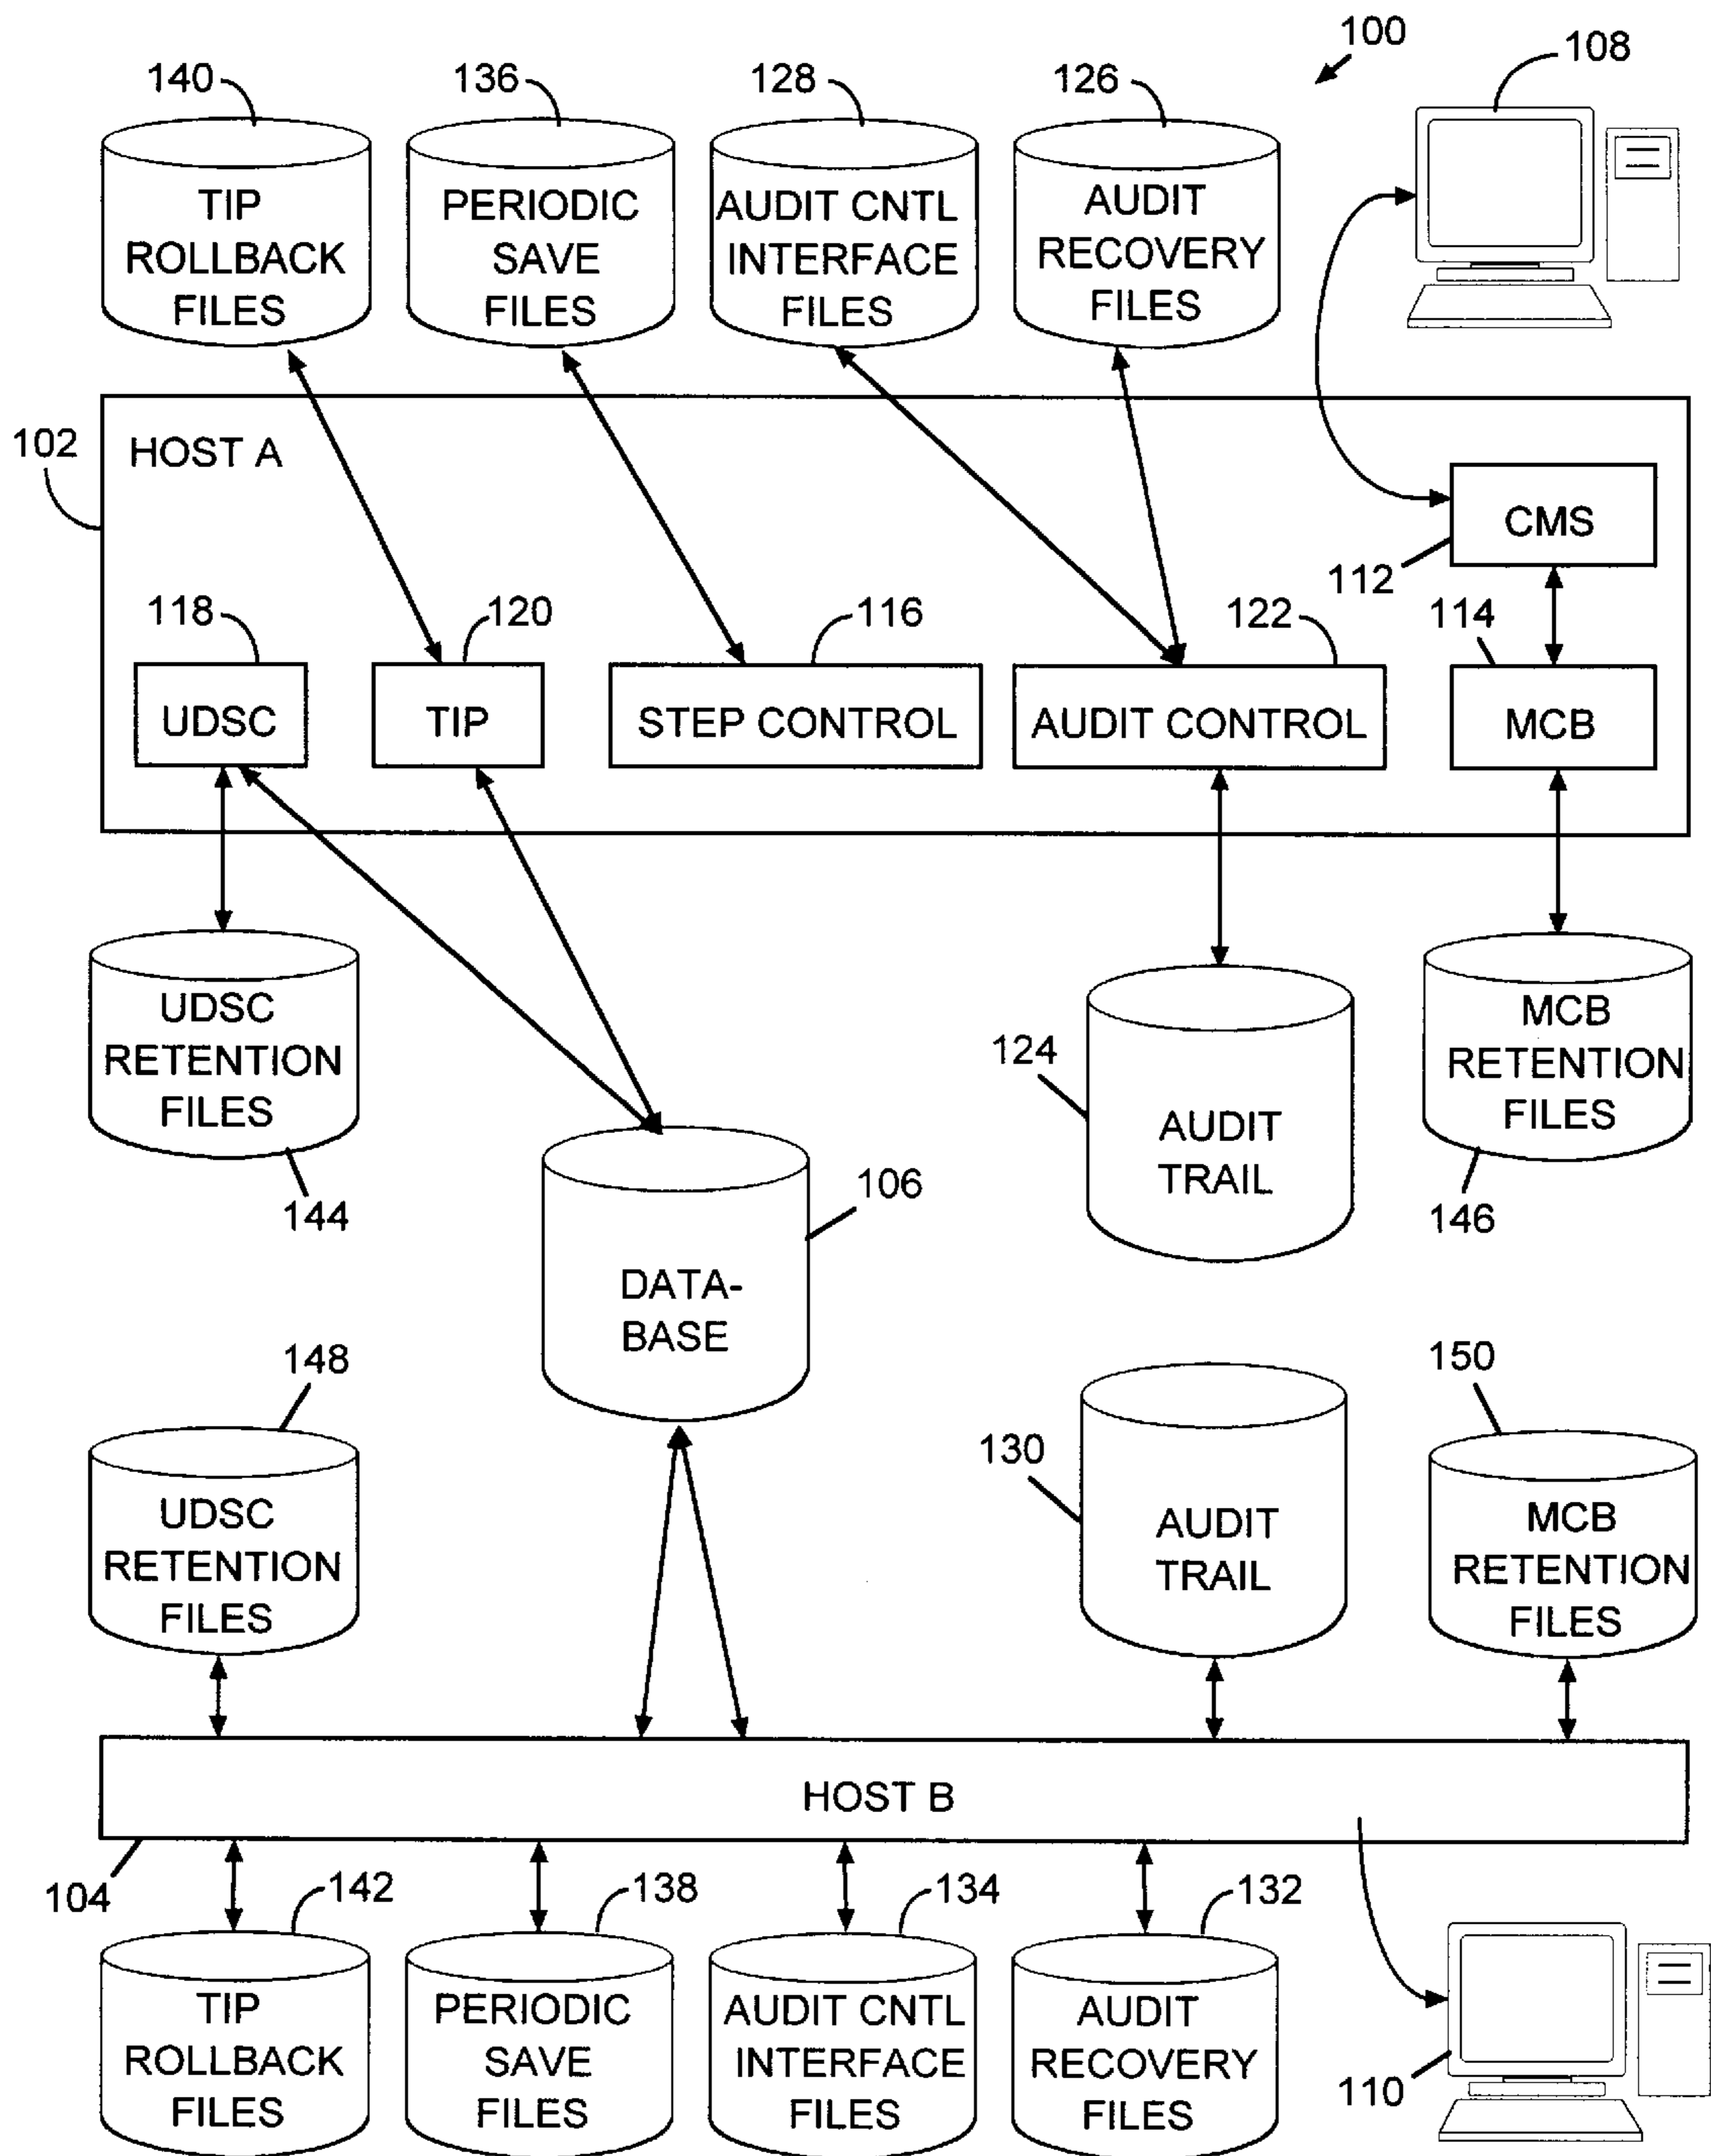 100
108
140
136
128
126
TIP
ROLLBACK
FILES
PERIODIC
SAVE
FILES
AUDIT CNTL
INTERFACE
FILES
AUDIT
RECOVERY
FILES
102
HOST A
CMS
112
118
120
116
122
114
UDSC
TIP
STEP CONTROL
AUDIT CONTROL
MCB
UDSC
RETENTION
FILES
144
124
AUDIT
TRAIL
MCB
RETENTION
FILES
146
106
DATA-
BASE
148
UDSC
RETENTION
FILES
130
AUDIT
TRAIL
150
MCB
RETENTION
FILES
HOST B
104
142
138
134
132
TIP
ROLLBACK
FILES
PERIODIC
SAVE
FILES
AUDIT CNTL
INTERFACE
FILES
AUDIT
RECOVERY
FILES
110